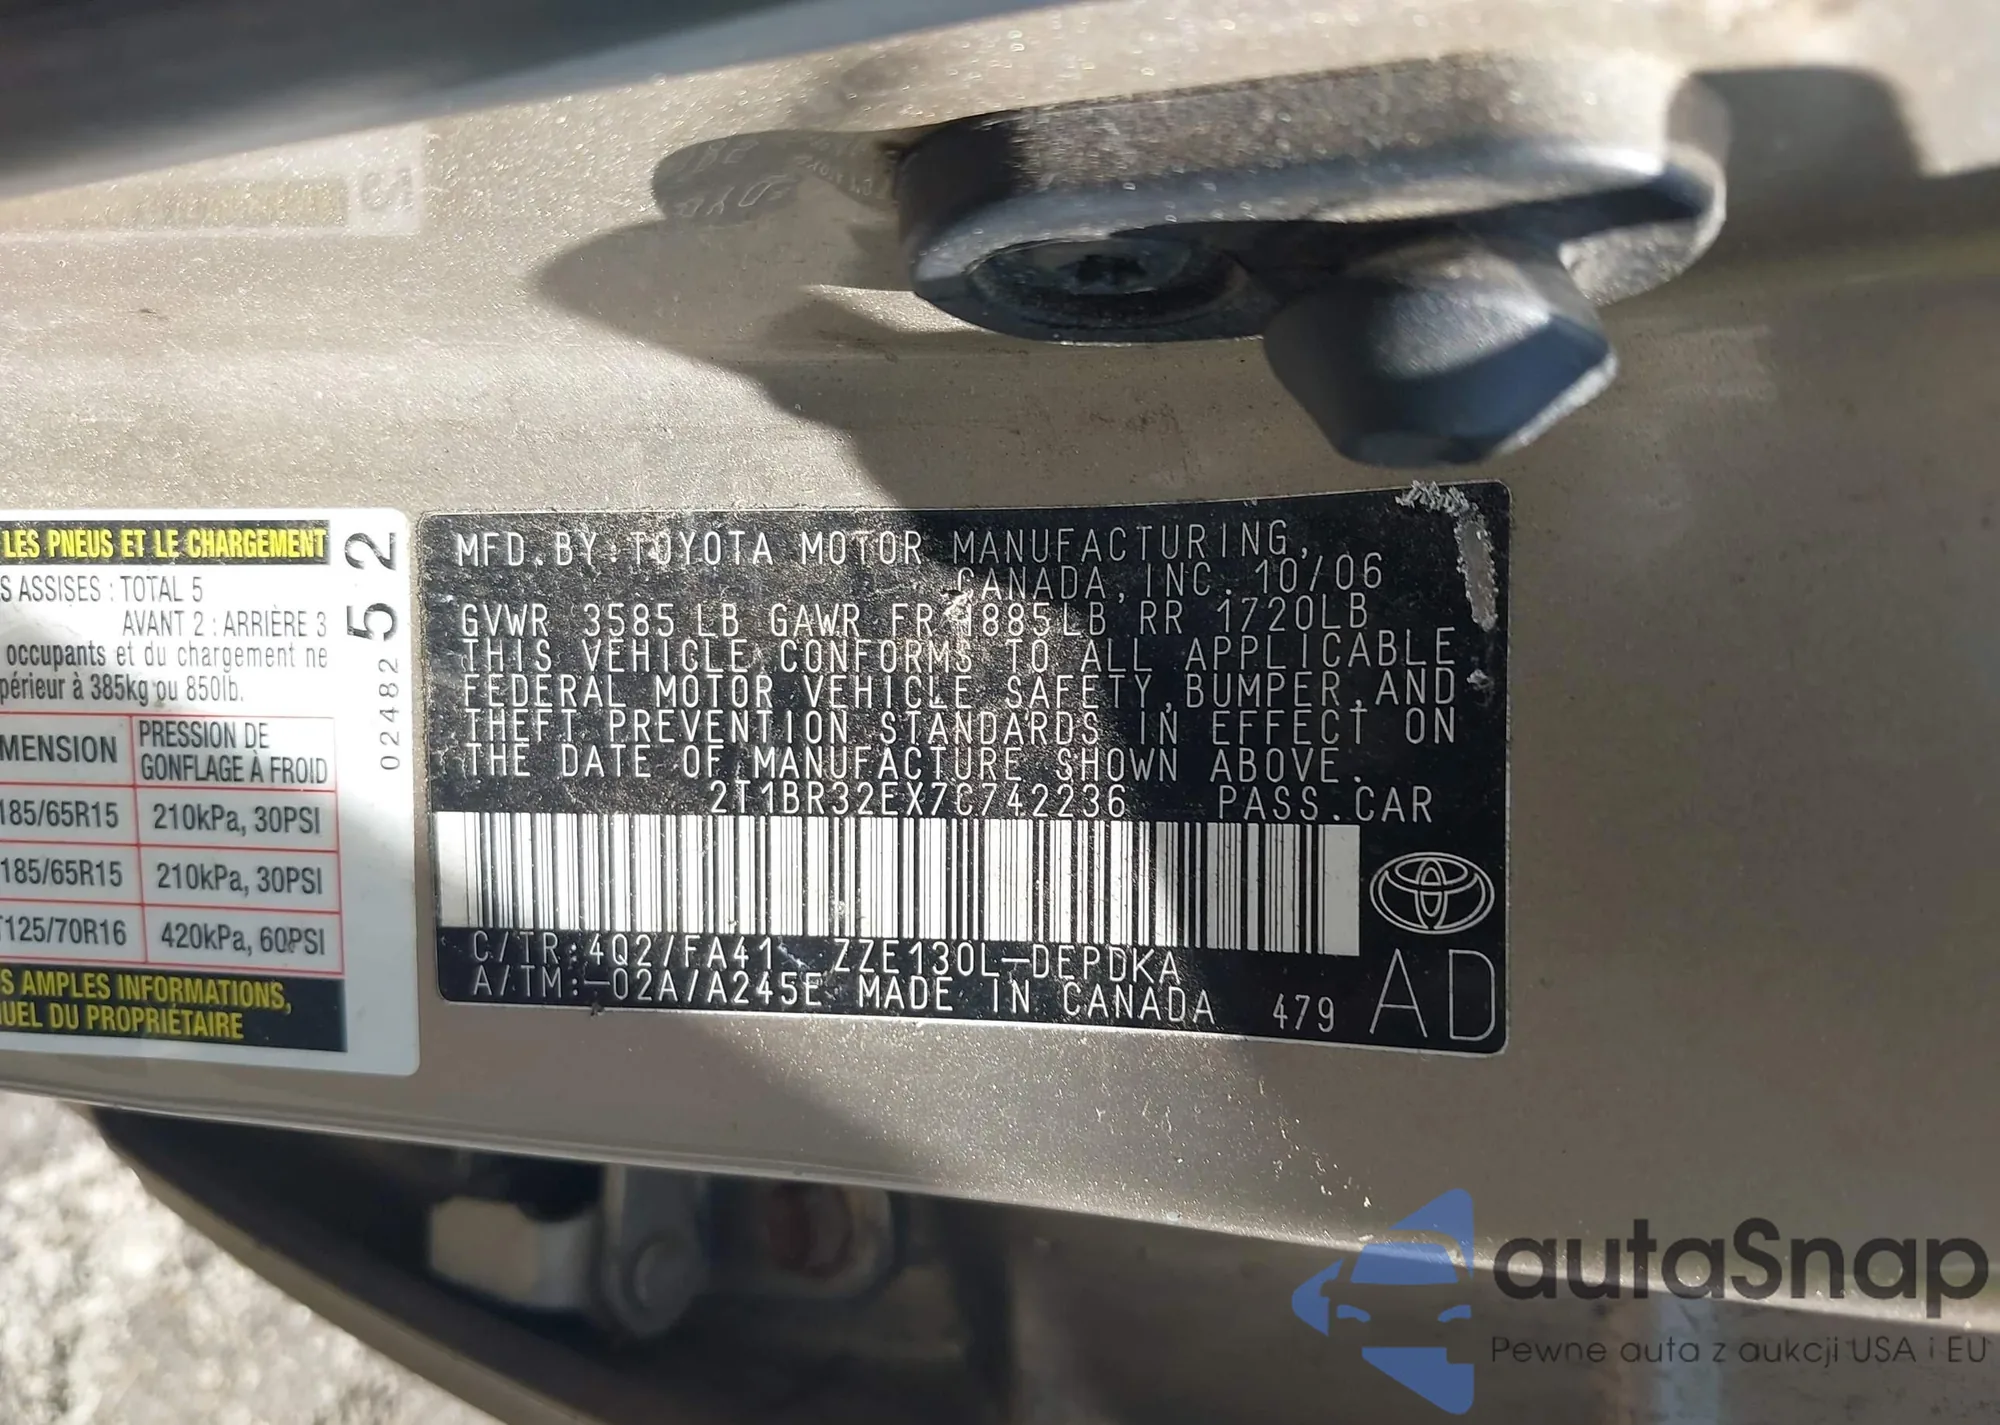 LES PNEUS ET LE CHARGEMENT
S ASSISES : TOTAL 5
AVANT 2 : ARRIÈRE 3
occupants et du chargement ne
périeur à 385kg ou 850lb.
MENSION PRESSION DE
GONFLAGE À FROID
185/65R15 210kPa, 30PSI
185/65R15 210kPa, 30PSI
T125/70R16 420kPa, 60PSI
S AMPLES INFORMATIONS,
UEL DU PROPRIÉTAIRE
02482 52
MFD. BY: TOYOTA MOTOR MANUFACTURING,
CANADA, INC. 10/06
GVWR 3585 LB GAWR FR 1885LB RR 1720LB
THIS VEHICLE CONFORMS TO ALL APPLICABLE
FEDERAL MOTOR VEHICLE SAFETY, BUMPER, AND
THEFT PREVENTION STANDARDS IN EFFECT ON
THE DATE OF MANUFACTURE SHOWN ABOVE.
2T1BR32EX7C742236 PASS. CAR
C/TR: 4Q2/FA41 ZZE130L-DEPDKA
A/TM:-02A/A245E MADE IN CANADA 479 AD
autaSnap
Pewne auta z aukcji USA i EU